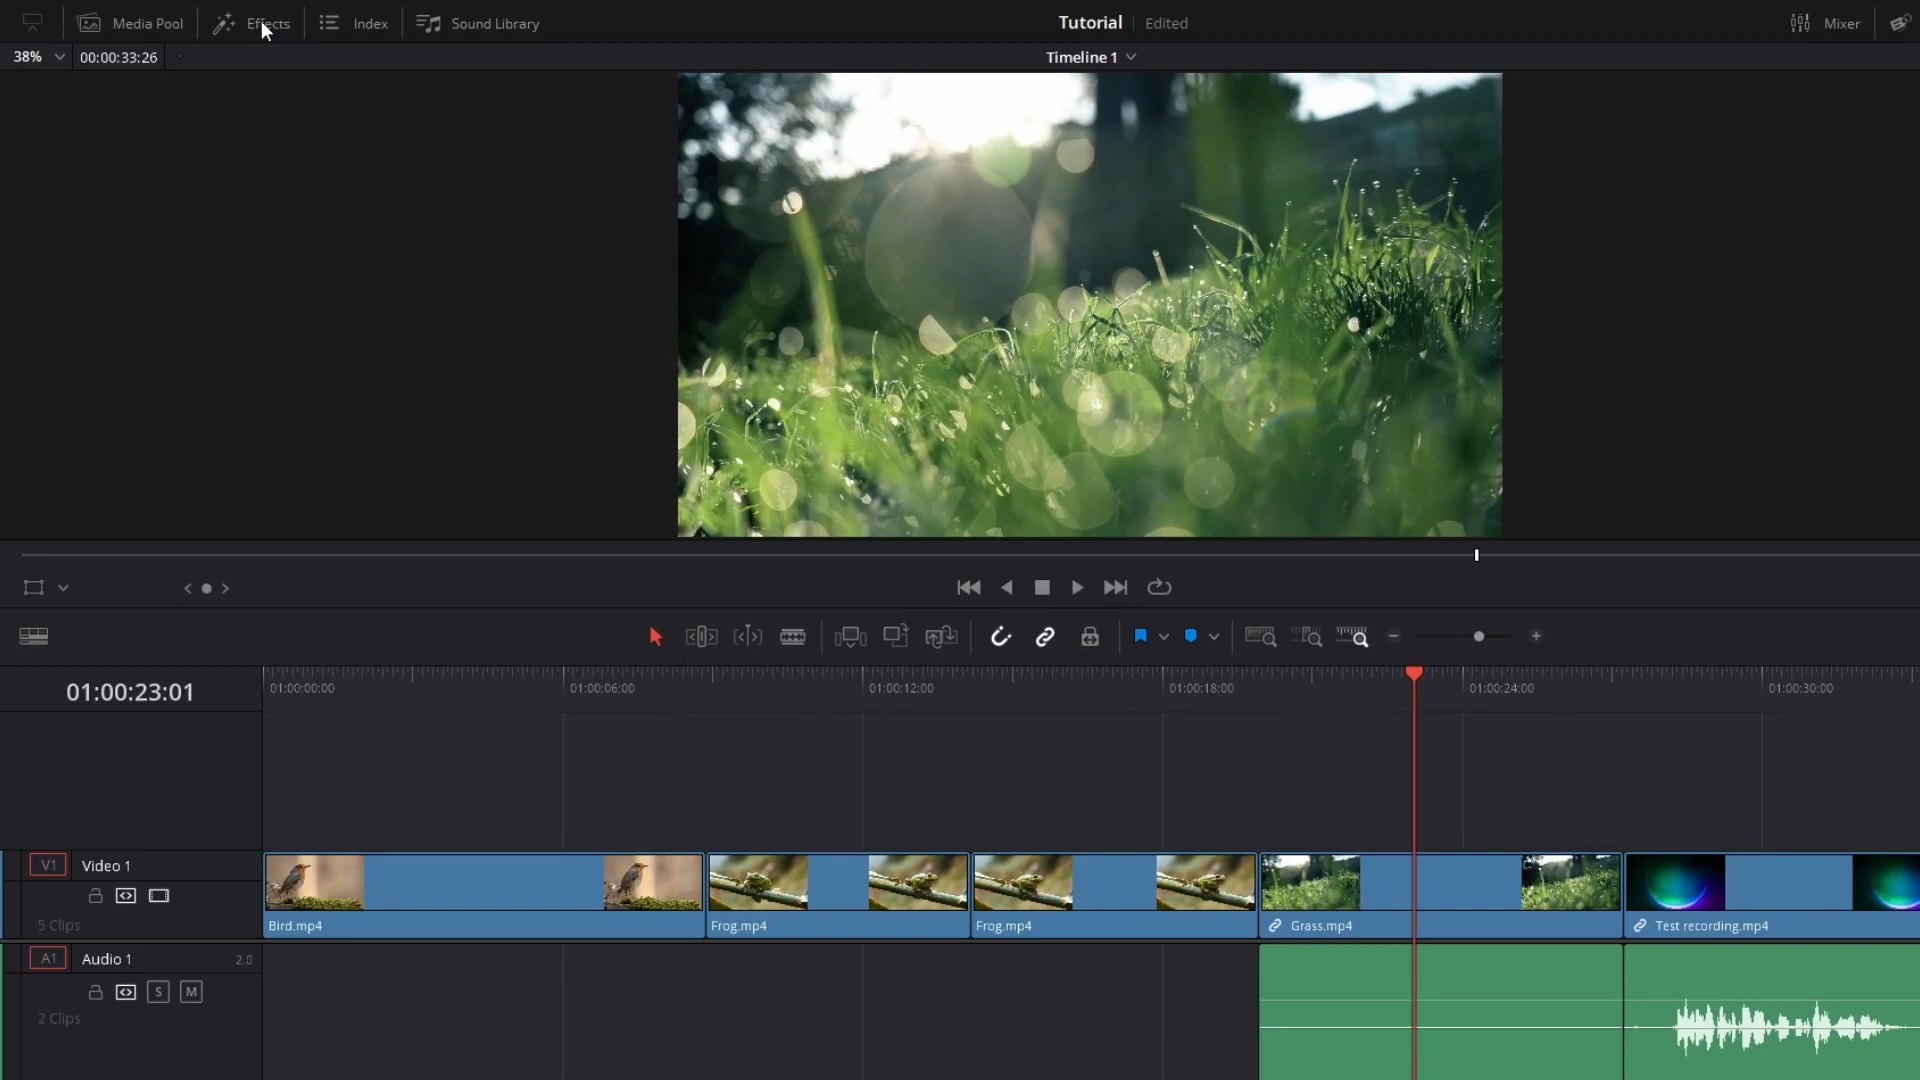 Media Pool
Effects
Index
Sound Library
Tutorial
Edited
Mixer
38%
00:00:33:26
Timeline 1
01:00:23:01
01:00:00:00
01:00:06:00
01:00:12:00
01:00:18:00
01:00:24:00
01:00:30:00
V1
Video 1
5 Clips
Bird.mp4
Frog.mp4
Frog.mp4
Grass.mp4
Test recording.mp4
A1
Audio 1
2.0
S
M
2 Clips